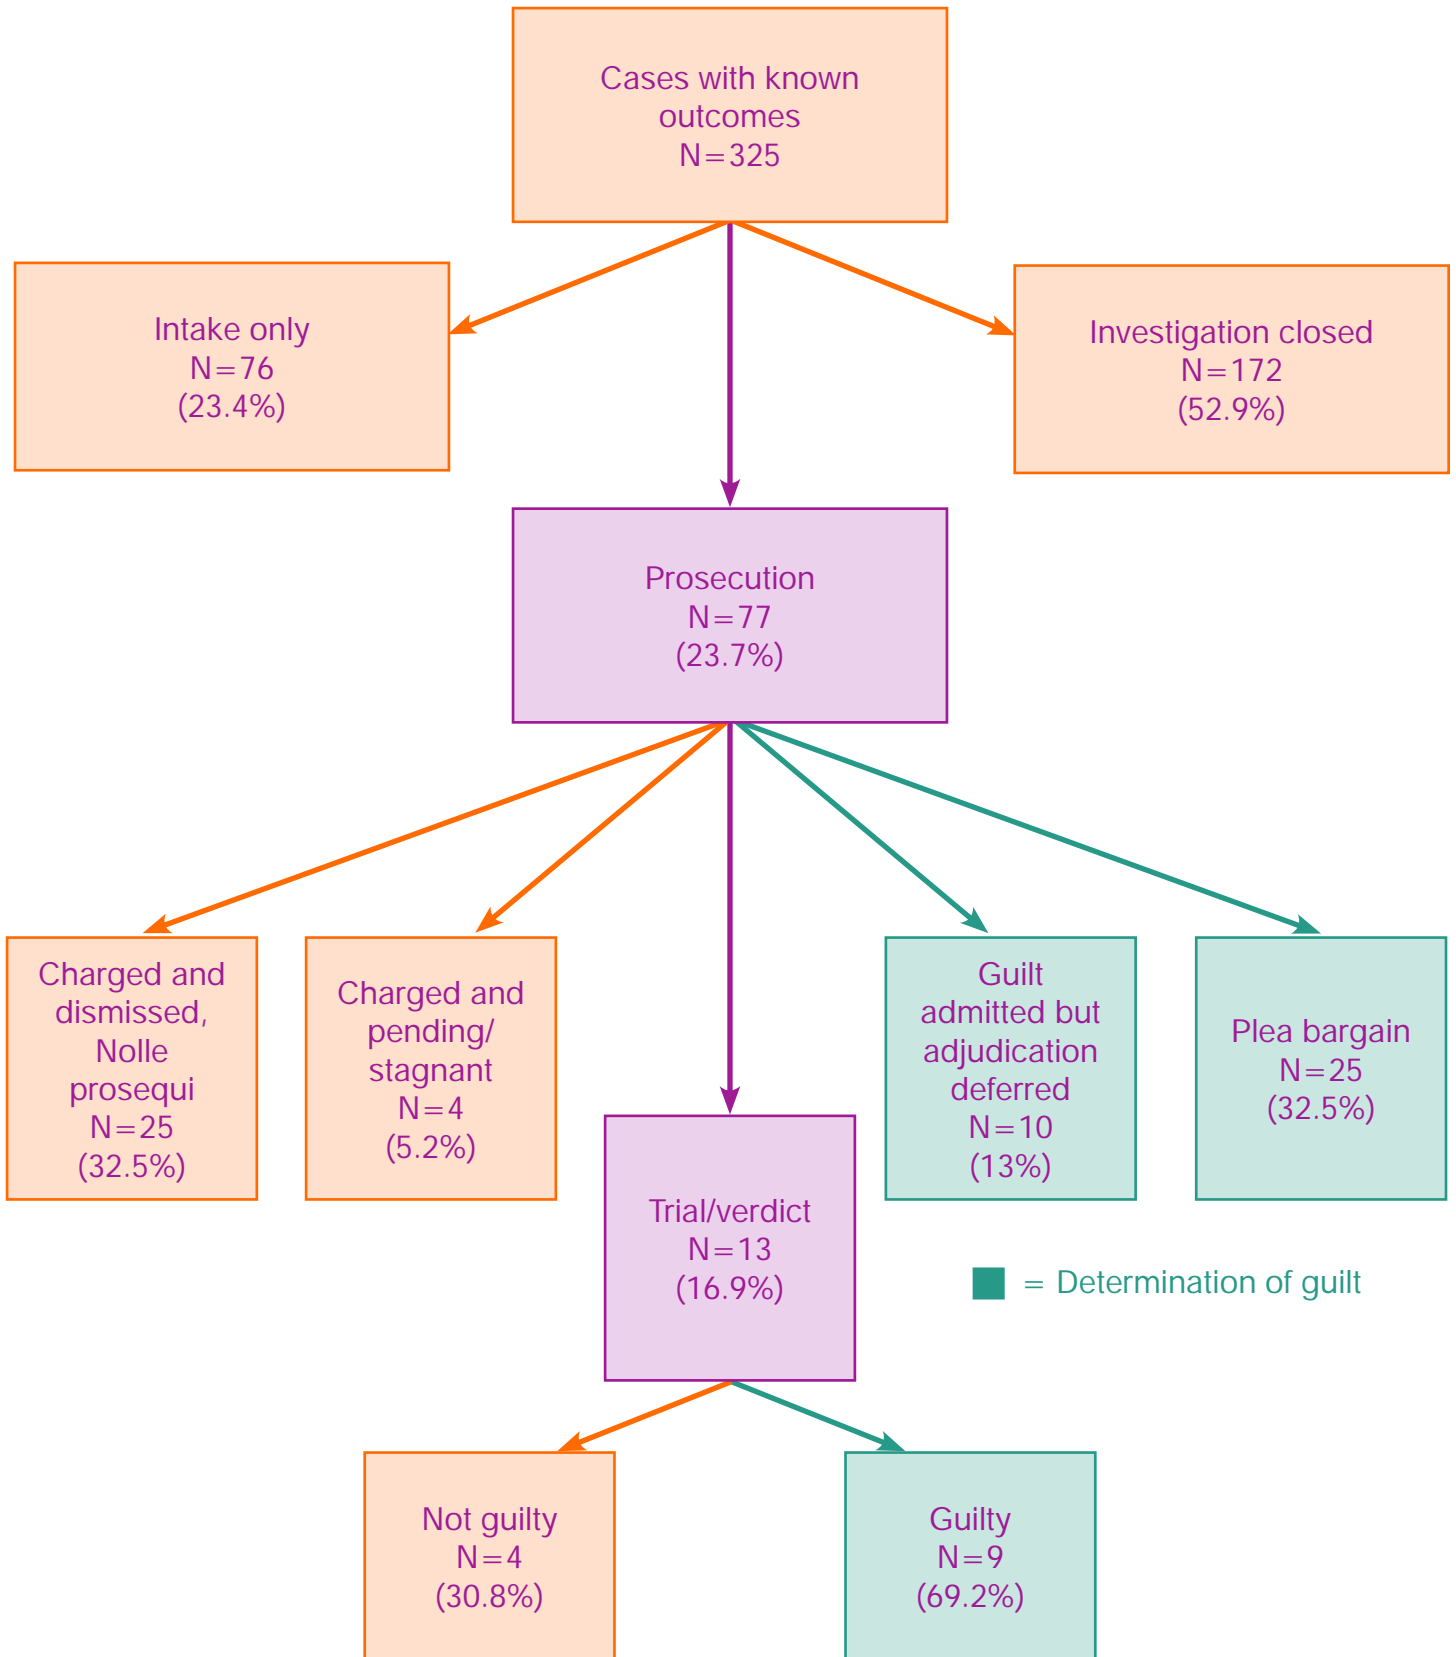 Cases with known
outcomes
N=325
Intake only
N=76
(23.4%)
Investigation closed
N=172
(52.9%)
Prosecution
N=77
(23.7%)
Charged and
dismissed,
Nolle
prosequi
N=25
(32.5%)
Charged and
pending/
stagnant
N=4
(5.2%)
Guilt
admitted but
adjudication
deferred
N=10
(13%)
Plea bargain
N=25
(32.5%)
Trial/verdict
N=13
(16.9%)
= Determination of guilt
Not guilty
N=4
(30.8%)
Guilty
N=9
(69.2%)